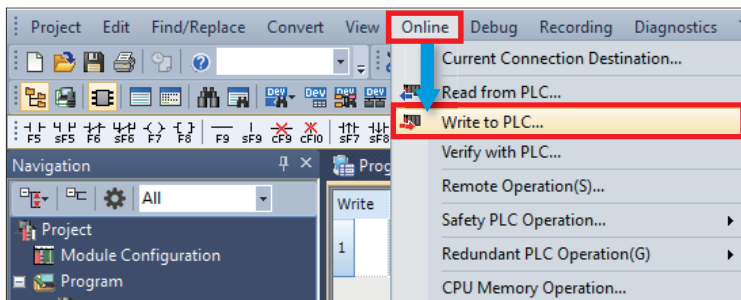 Project Edit Find/Replace Convert View Online Debug Recording Diagnostics
Current Connection Destination...
Read from PLC...
F5 sF5 F6 sF6 F7 F8 F9 sF9 cF9 cF10 sF7 sF8
Write to PLC...
Navigation
Prog
Verify with PLC...
All
Write
Remote Operation(S)...
Project
Safety PLC Operation...
Module Configuration
1
Redundant PLC Operation(G)
Program
CPU Memory Operation...